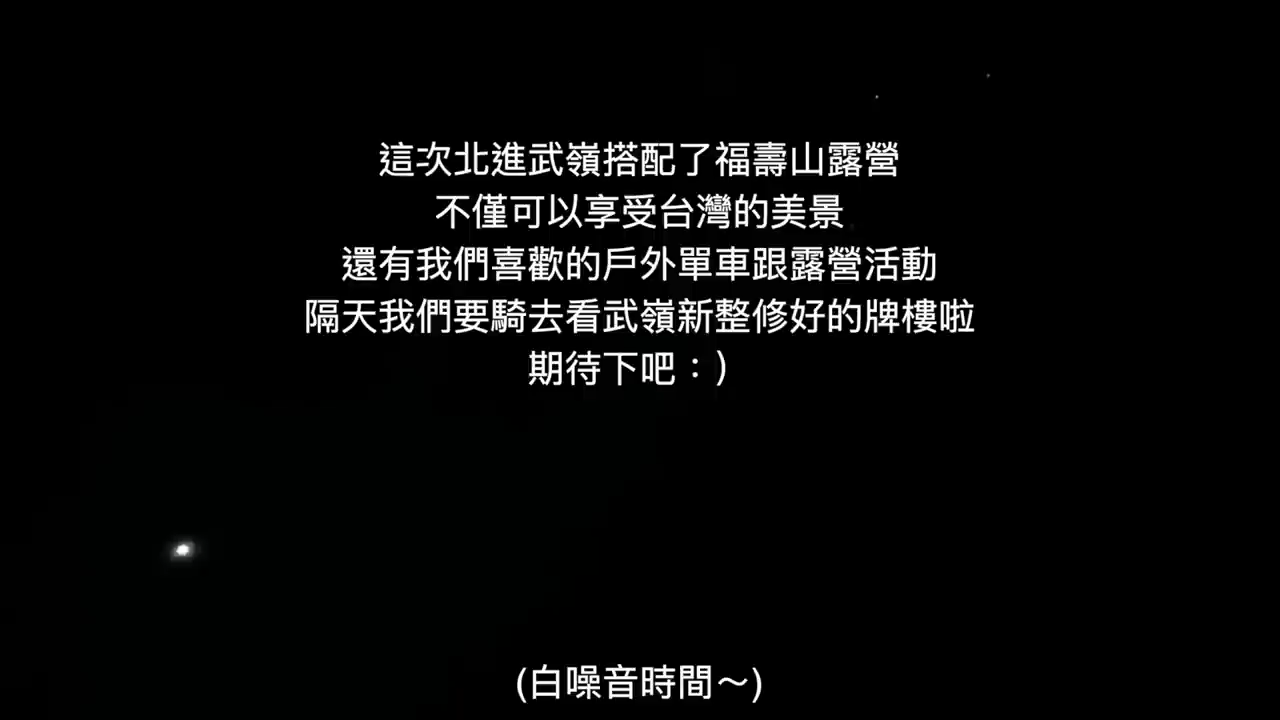 這次北進武嶺搭配了福壽山露營
不僅可以享受台灣的美景
還有我們喜歡的戶外單車跟露營活動
隔天我們要騎去看武嶺新整修好的牌樓啦
期待下吧：）
(白噪音時間～)